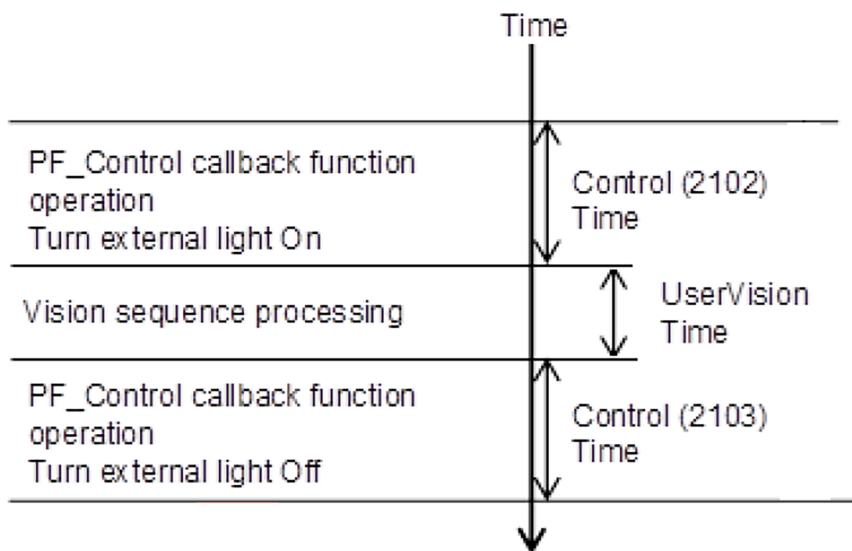 Time
PF_Control callback function
operation
Turn external light On
Control (2102)
Time
Vision sequence processing
UserVision
Time
PF_Control callback function
operation
Turn external light Off
Control (2103)
Time